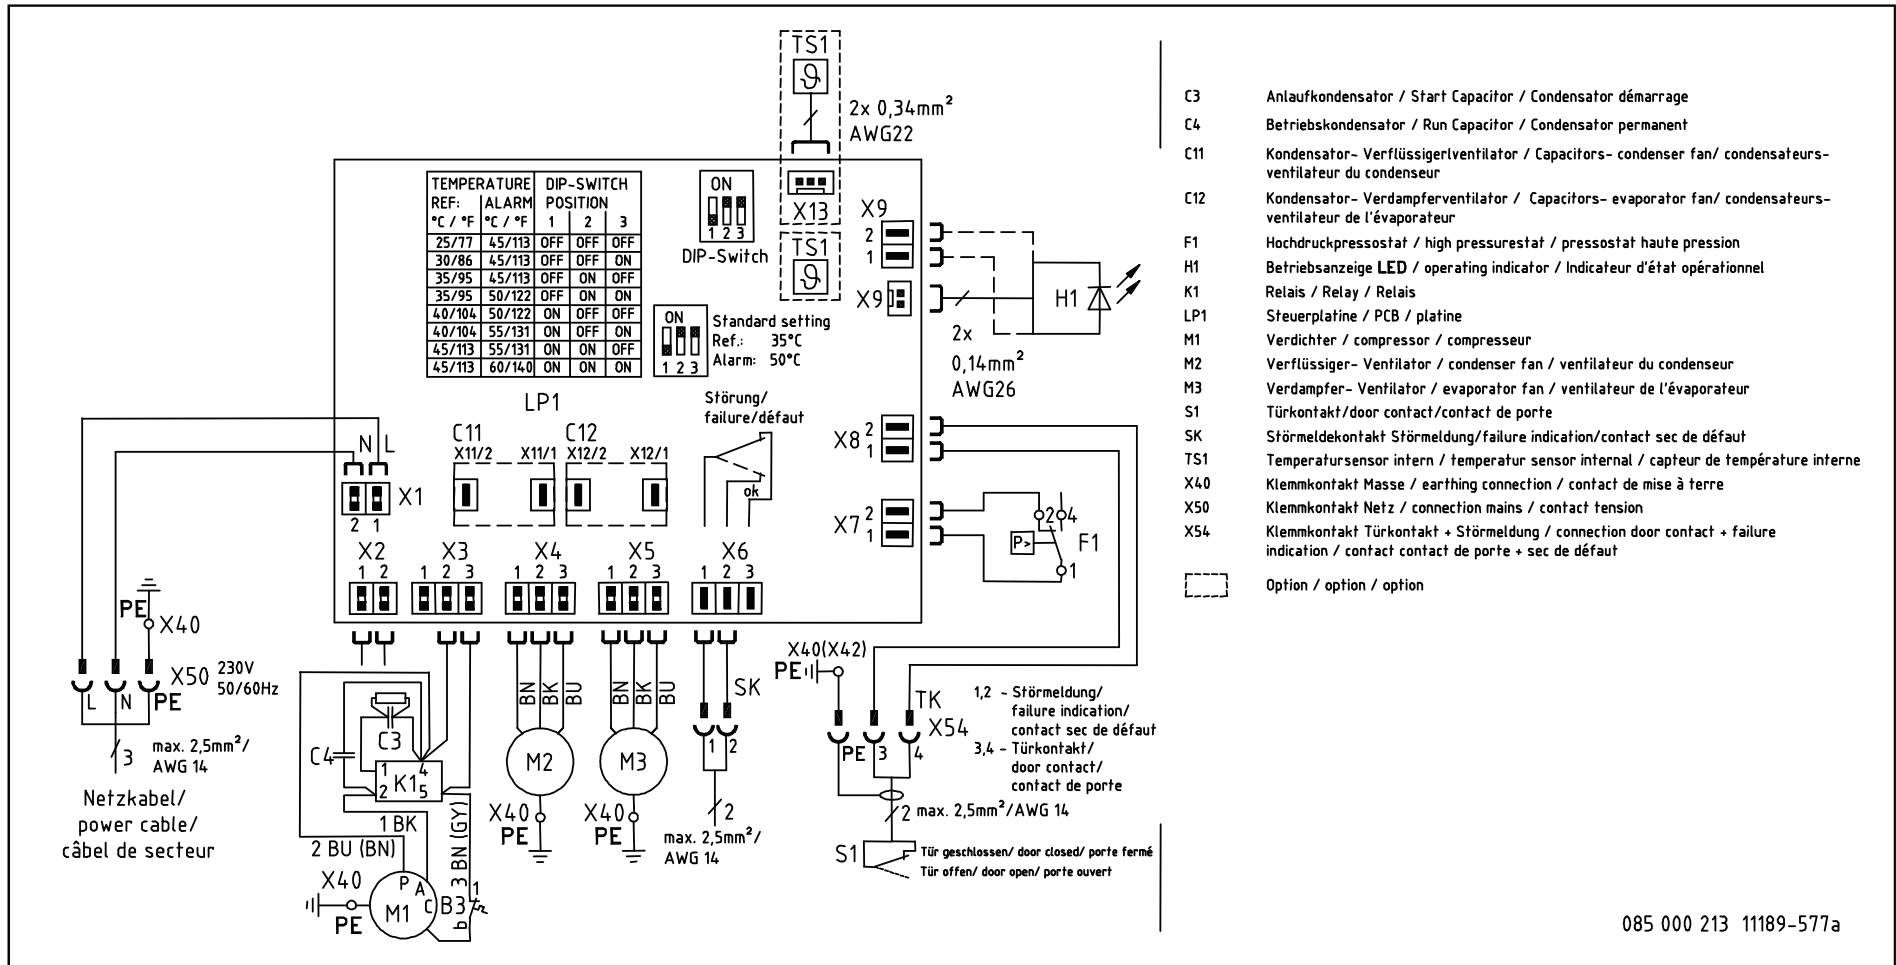 TS1
ϑ
2x 0,34mm²
AWG22
X13
TS1
ϑ
TEMPERATURE DIP-SWITCH
REF: ALARM POSITION
°C / °F °C / °F 1 2 3
25/77 45/113 OFF OFF OFF
30/86 45/113 OFF OFF ON
35/95 45/113 OFF ON OFF
35/95 50/122 OFF ON ON
40/104 50/122 ON OFF OFF
40/104 55/131 ON OFF ON
45/113 55/131 ON ON OFF
45/113 60/140 ON ON ON
ON
1 2 3
DIP-Switch
ON
1 2 3
Standard setting
Ref.: 35°C
Alarm: 50°C
X9
2
1
X9
H1
2x
0,14mm²
AWG26
LP1
Störung/
failure/défaut
ok
C11
X11/2 X11/1
C12
X12/2 X12/1
N L
X1
2 1
X8 2
1
X7 2
1
2 4
P>
F1
1
X2
1 2
X3
1 2 3
X4
1 2 3
X5
1 2 3
X6
1 2 3
PE
X40
X50 230V
50/60Hz
L N PE
3
max. 2,5mm²/
AWG 14
Netzkabel/
power cable/
câbel de secteur
C3
C4
1 4
K1
2 5
1 BK
2 BU (BN)
3 BN (GY)
X40
PE
P A
M1 C
B3
1
b
BN BK BU
M2
X40
PE
BN BK BU
M3
X40
PE
SK
1 2
2
max. 2,5mm²/
AWG 14
X40(X42)
PE
TK
X54
PE 3 4
1,2 - Störmeldung/
failure indication/
contact sec de défaut
3,4 - Türkontakt/
door contact/
contact de porte
2 max. 2,5mm²/AWG 14
S1
Tür geschlossen/ door closed/ porte fermé
Tür offen/ door open/ porte ouvert
C3 Anlaufkondensator / Start Capacitor / Condensator démarrage
C4 Betriebskondensator / Run Capacitor / Condensator permanent
C11 Kondensator- Verflüssigerlventilator / Capacitors- condenser fan/ condensateurs-
ventilateur du condenseur
C12 Kondensator- Verdampferventilator / Capacitors- evaporator fan/ condensateurs-
ventilateur de l'évaporateur
F1 Hochdruckpressostat / high pressurestat / pressostat haute pression
H1 Betriebsanzeige LED / operating indicator / Indicateur d'état opérationnel
K1 Relais / Relay / Relais
LP1 Steuerplatine / PCB / platine
M1 Verdichter / compressor / compresseur
M2 Verflüssiger- Ventilator / condenser fan / ventilateur du condenseur
M3 Verdampfer- Ventilator / evaporator fan / ventilateur de l'évaporateur
S1 Türkontakt/door contact/contact de porte
SK Störmeldekontakt Störmeldung/failure indication/contact sec de défaut
TS1 Temperatursensor intern / temperatur sensor internal / capteur de température interne
X40 Klemmkontakt Masse / earthing connection / contact de mise à terre
X50 Klemmkontakt Netz / connection mains / contact tension
X54 Klemmkontakt Türkontakt + Störmeldung / connection door contact + failure
indication / contact contact de porte + sec de défaut
Option / option / option
085 000 213 11189-577a